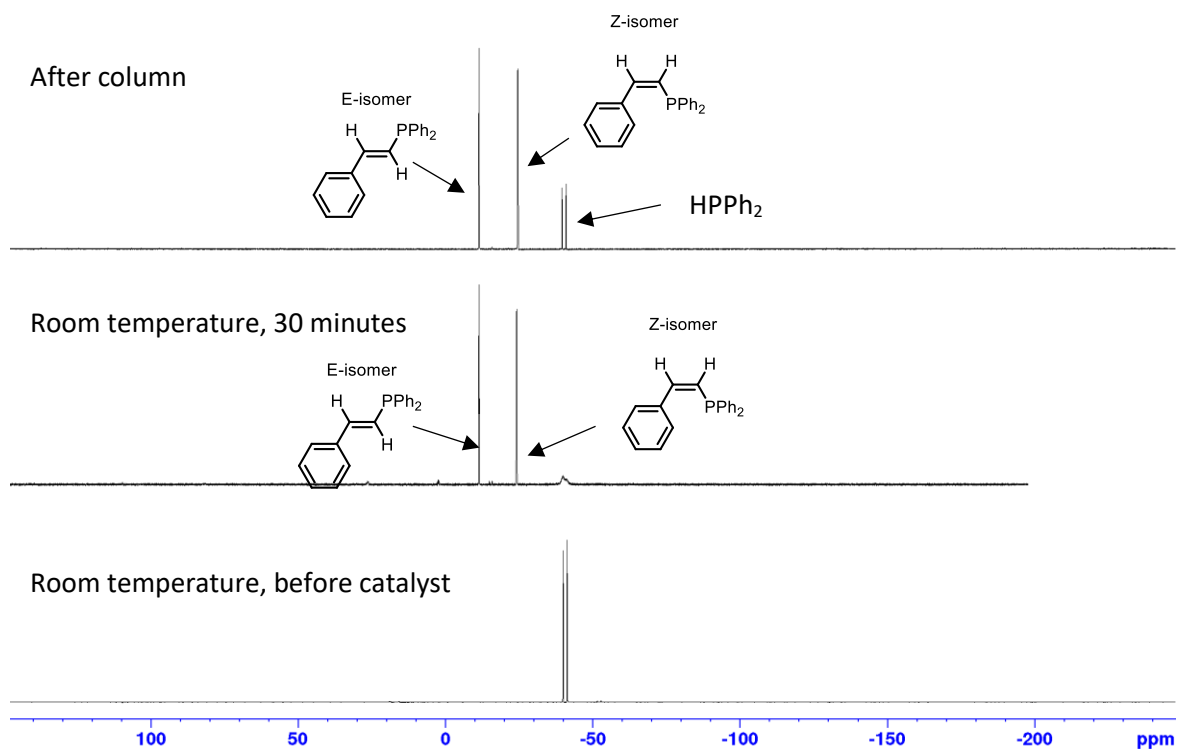 Z-isomer
After column
H H
E-isomer
PPh2
H PPh2
H
HPPh2
Room temperature, 30 minutes
Z-isomer
E-isomer
H H
H PPh2
PPh2
H
Room temperature, before catalyst
100 50 0 -50 -100 -150 -200 ppm